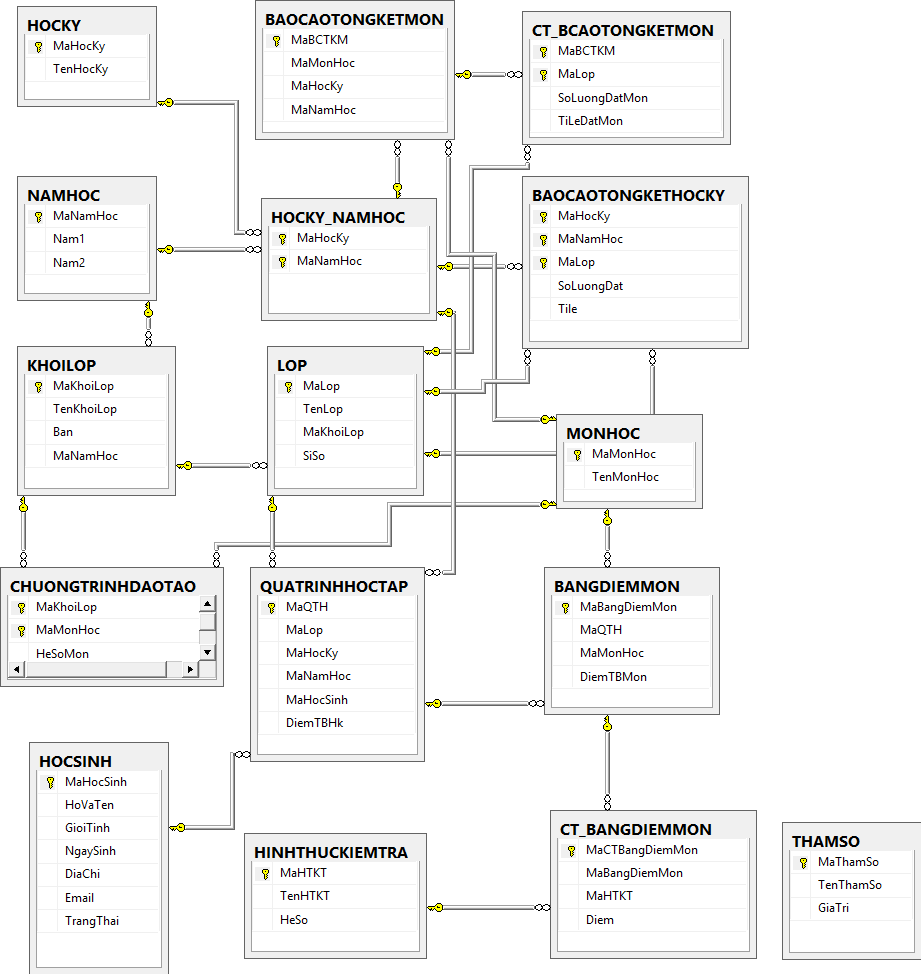 HOCKY
MaHocKy
TenHocKy
BAOCAOTONGKETMON
MaBCTKM
MaMonHoc
MaHocKy
MaNamHoc
CT_BCAOTONGKETMON
MaBCTKM
MaLop
SoLuongDatMon
TiLeDatMon
NAMHOC
MaNamHoc
Nam1
Nam2
HOCKY_NAMHOC
MaHocKy
MaNamHoc
BAOCAOTONGKETHOCKY
MaHocKy
MaNamHoc
MaLop
SoLuongDat
Tile
KHOILOP
MaKhoiLop
TenKhoiLop
Ban
MaNamHoc
LOP
MaLop
TenLop
MaKhoiLop
SiSo
MONHOC
MaMonHoc
TenMonHoc
CHUONGTRINHDAOTAO
MaKhoiLop
MaMonHoc
HeSoMon
QUATRINHHOCTAP
MaQTH
MaLop
MaHocKy
MaNamHoc
MaHocSinh
DiemTBHk
BANGDIEMMON
MaBangDiemMon
MaQTH
MaMonHoc
DiemTBMon
HOCSINH
MaHocSinh
HoVaTen
GioiTinh
NgaySinh
DiaChi
Email
TrangThai
HINHTHUCKIEMTRA
MaHTKT
TenHTKT
HeSo
CT_BANGDIEMMON
MaCTBangDiemMon
MaBangDiemMon
MaHTKT
Diem
THAMSO
MaThamSo
TenThamSo
GiaTri